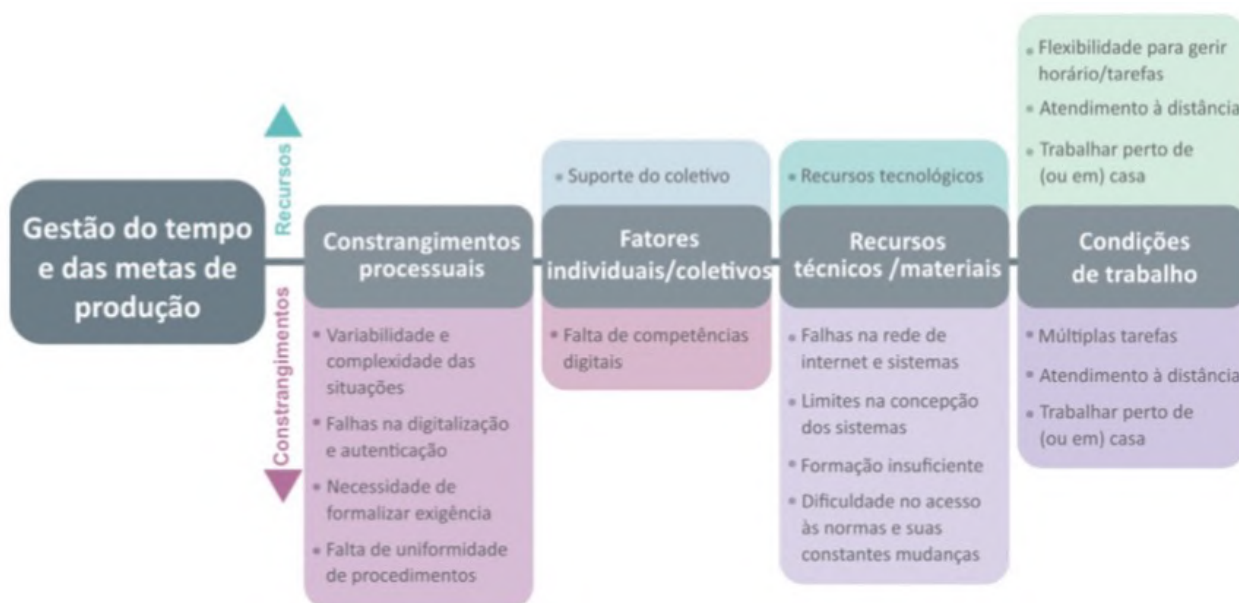 Gestão do tempo
e das metas de
produção
Recursos
Constrangimentos
Constrangimentos
processuais
• Variabilidade e
complexidade das
situações
• Falhas na digitalização
e autenticação
• Necessidade de
formalizar exigência
• Falta de uniformidade
de procedimentos
• Suporte do coletivo
Fatores
individuais/coletivos
• Falta de competências
digitais
• Recursos tecnológicos
Recursos
técnicos /materiais
• Falhas na rede de
internet e sistemas
• Limites na concepção
dos sistemas
• Formação insuficiente
• Dificuldade no acesso
às normas e suas
constantes mudanças
• Flexibilidade para gerir
horário/tarefas
• Atendimento à distância
• Trabalhar perto de
(ou em) casa
Condições
de trabalho
• Múltiplas tarefas
• Atendimento à distância
• Trabalhar perto de
(ou em) casa